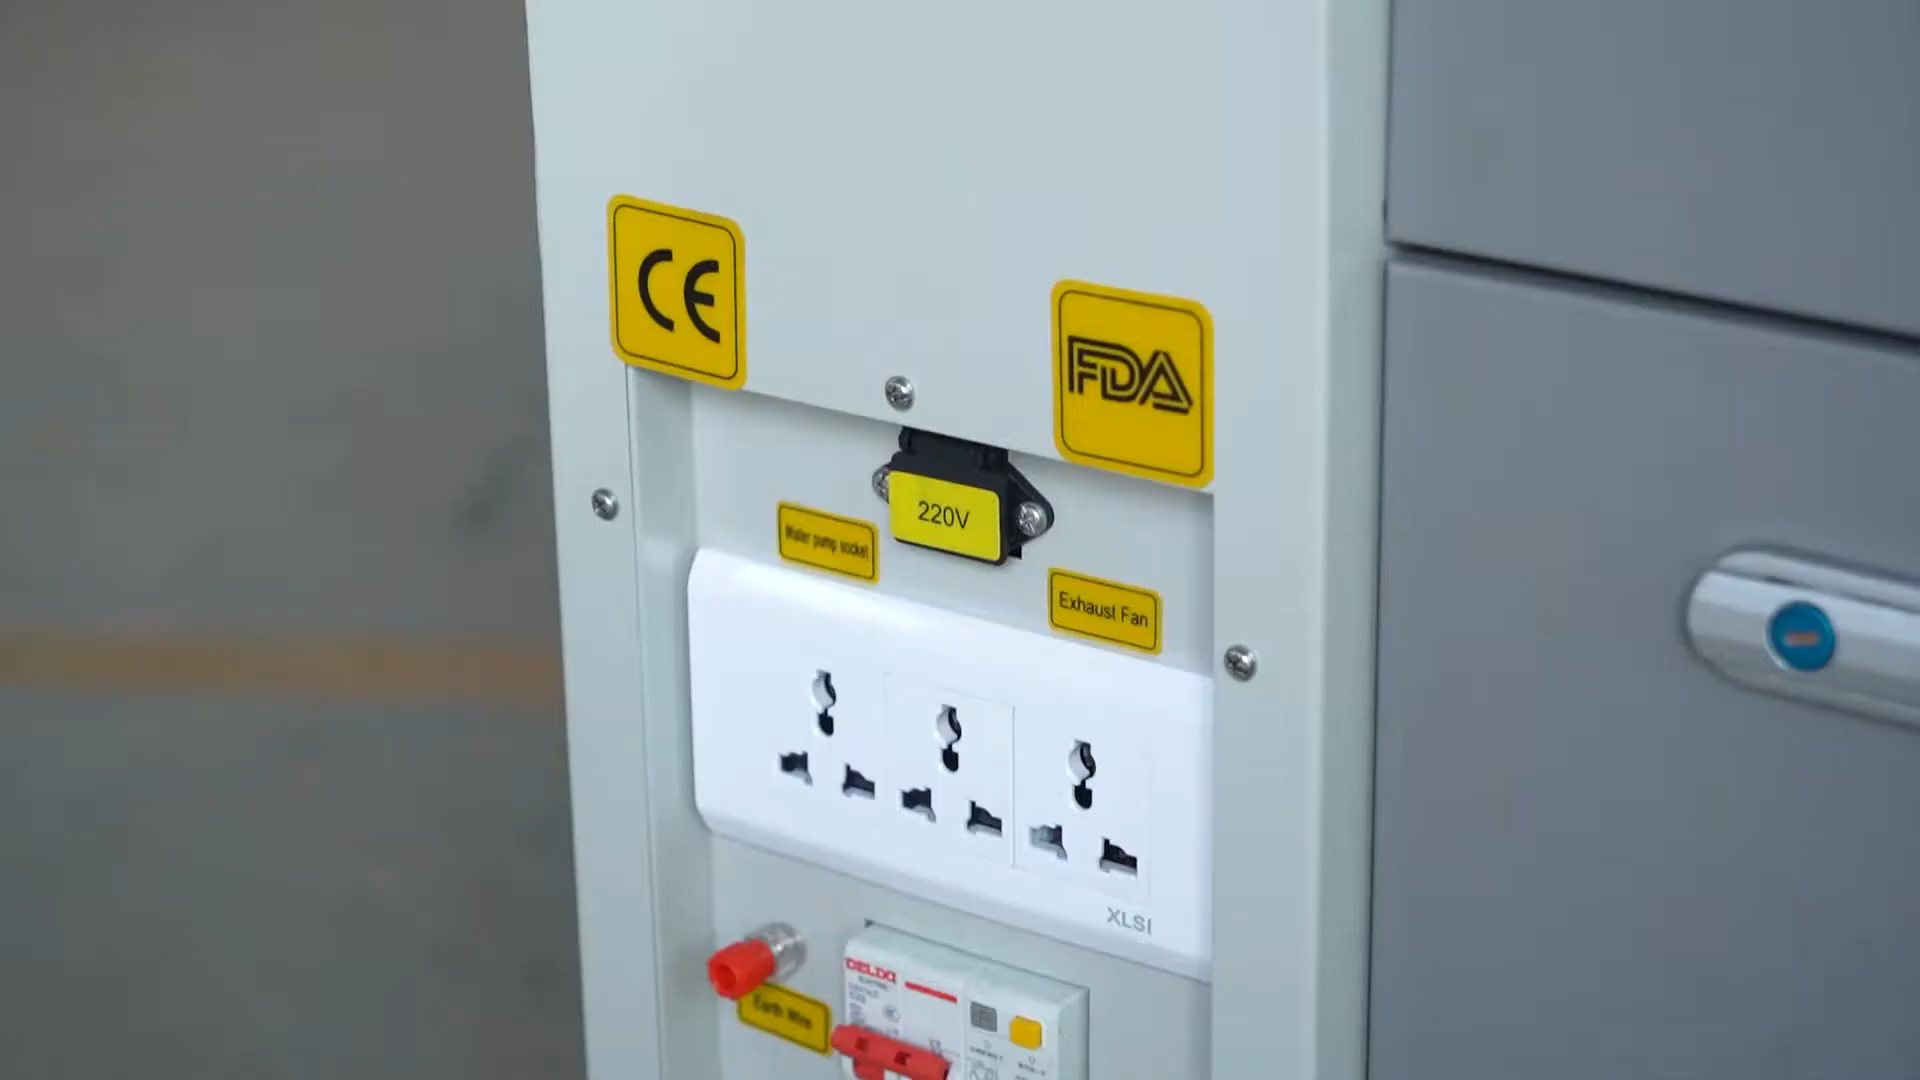 CE
FDA
220V
Water pump socket
Exhaust Fan
XLSI
DELIXI
Earth Wire